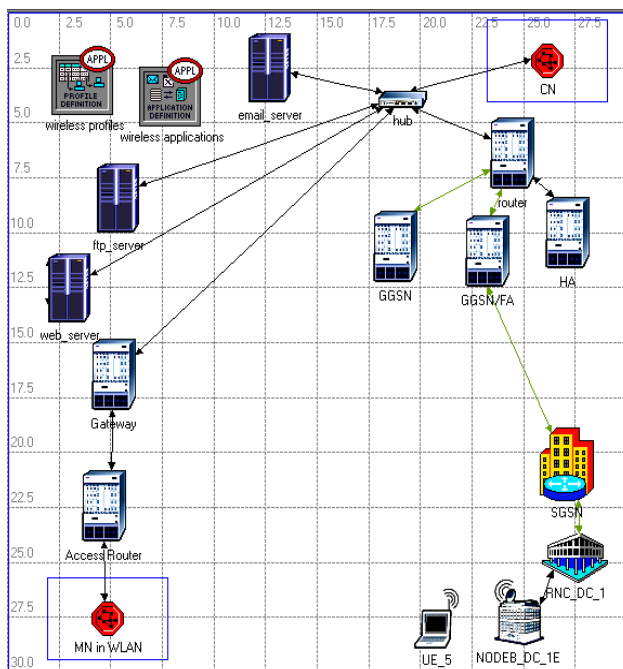 0.0 2.5 5.0 7.5 10.0 12.5 15.0 17.5 20.0 22.5 25.0 27.5
2.5
APPL
PROFILE
DEFINITION
wireless profiles
APPL
APPLICATION
DEFINITION
wireless applications
email_server
hub
CN
5.0
7.5
router
10.0
ftp_server
GGSN
GGSN/FA
HA
12.5
web_server
15.0
Gateway
17.5
20.0
SGSN
22.5
Access Router
25.0
RNC_DC_1
27.5
MN in WLAN
UE_5
NODEB_DC_1E
30.0